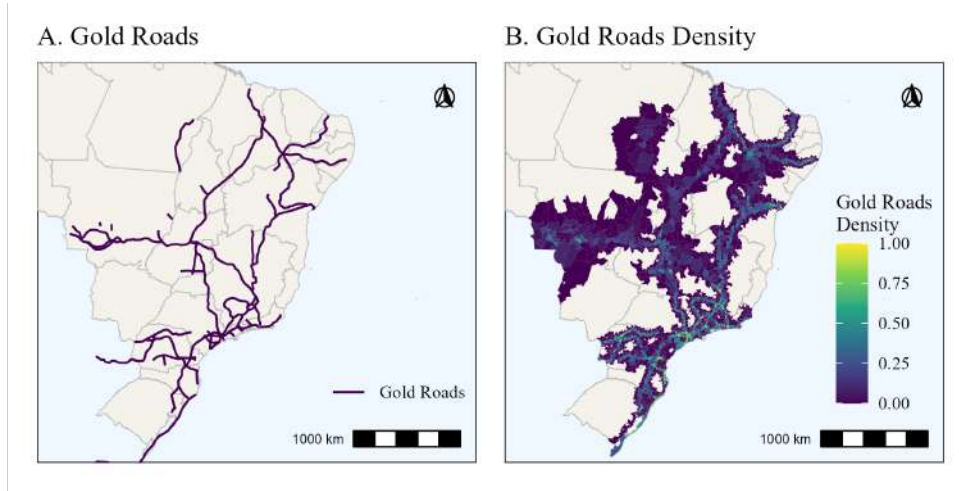 A. Gold Roads
Gold Roads
1000 km
B. Gold Roads Density
Gold Roads
Density
1.00
0.75
0.50
0.25
0.00
1000 km